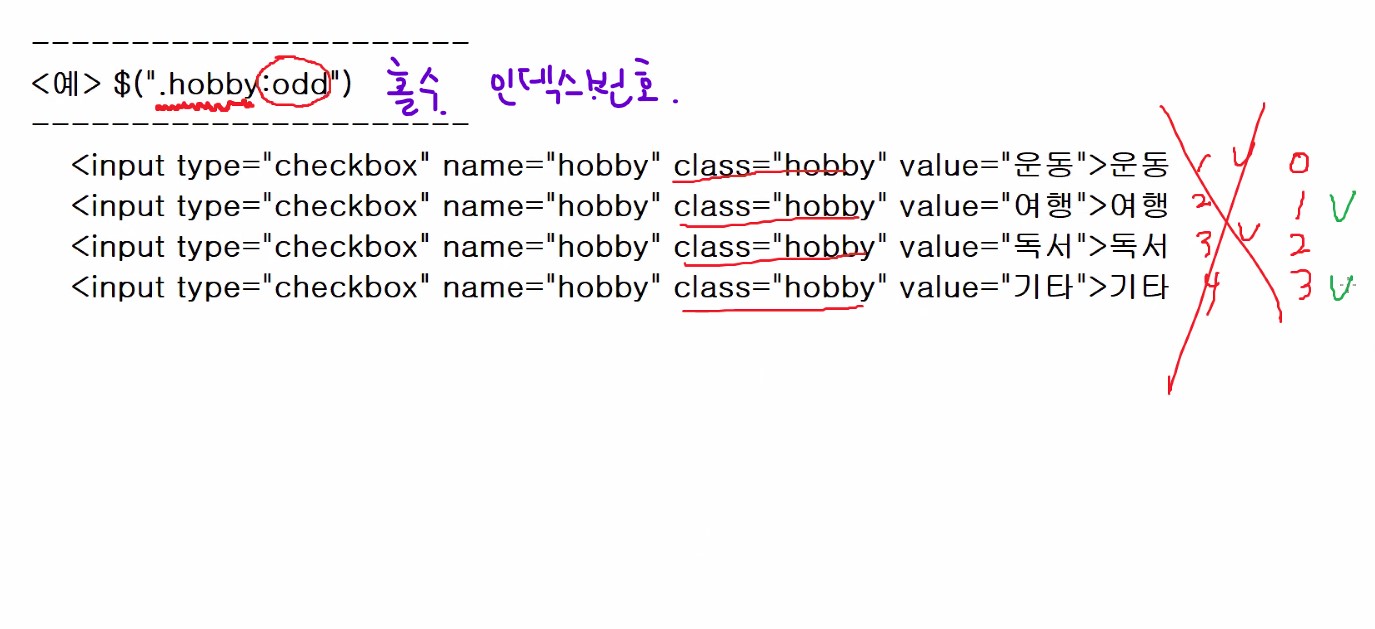 ----------------------
<예> $(".hobby:odd") 홀수. 인덱스번호.
----------------------
<input type="checkbox" name="hobby" class="hobby" value="운동">운동 1 V 0
<input type="checkbox" name="hobby" class="hobby" value="여행">여행 2 1 V
<input type="checkbox" name="hobby" class="hobby" value="독서">독서 3 V 2
<input type="checkbox" name="hobby" class="hobby" value="기타">기타 4 3 V